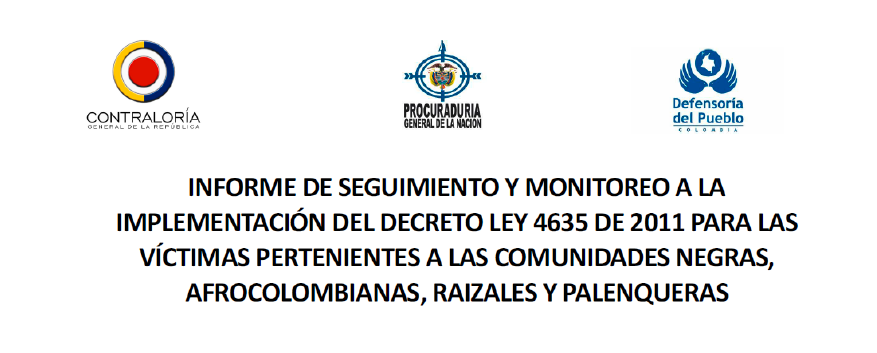 CONTRALORÍA
GENERAL DE LA REPÚBLICA
PROCURADURIA
GENERAL DE LA NACION
Defensoría
del Pueblo
COLOMBIA
INFORME DE SEGUIMIENTO Y MONITOREO A LA
IMPLEMENTACIÓN DEL DECRETO LEY 4635 DE 2011 PARA LAS
VÍCTIMAS PERTENIENTES A LAS COMUNIDADES NEGRAS,
AFROCOLOMBIANAS, RAIZALES Y PALENQUERAS